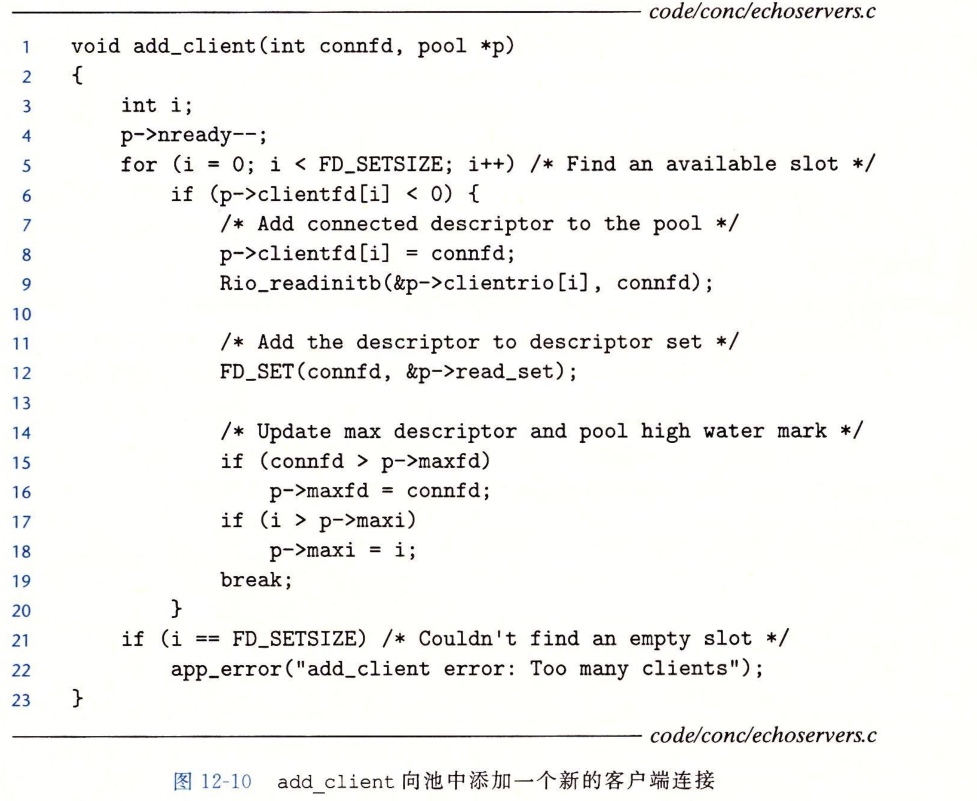 code/conc/echoservers.c
1 void add_client(int connfd, pool *p)
2 {
3     int i;
4     p->nready--;
5     for (i = 0; i < FD_SETSIZE; i++) /* Find an available slot */
6         if (p->clientfd[i] < 0) {
7             /* Add connected descriptor to the pool */
8             p->clientfd[i] = connfd;
9             Rio_readinitb(&p->clientrio[i], connfd);
10
11             /* Add the descriptor to descriptor set */
12             FD_SET(connfd, &p->read_set);
13
14             /* Update max descriptor and pool high water mark */
15             if (connfd > p->maxfd)
16                 p->maxfd = connfd;
17             if (i > p->maxi)
18                 p->maxi = i;
19             break;
20         }
21     if (i == FD_SETSIZE) /* Couldn't find an empty slot */
22         app_error("add_client error: Too many clients");
23 }
code/conc/echoservers.c
图 12-10 add_client 向池中添加一个新的客户端连接